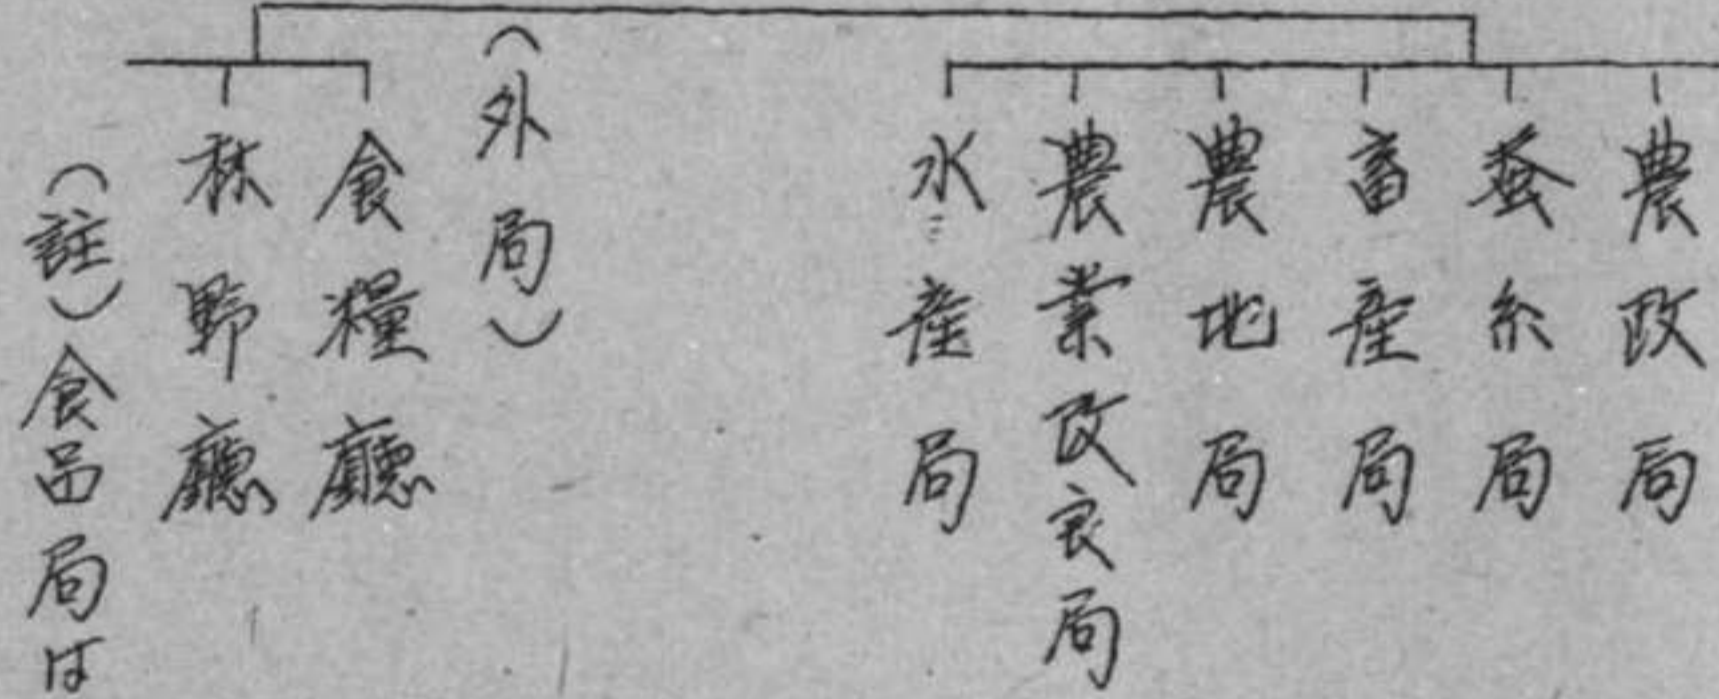 農政局
蚕糸局
畜産局
農地局
農業改良局
水産局
(外局)
食糧廳
林野廳
(註)食品局は